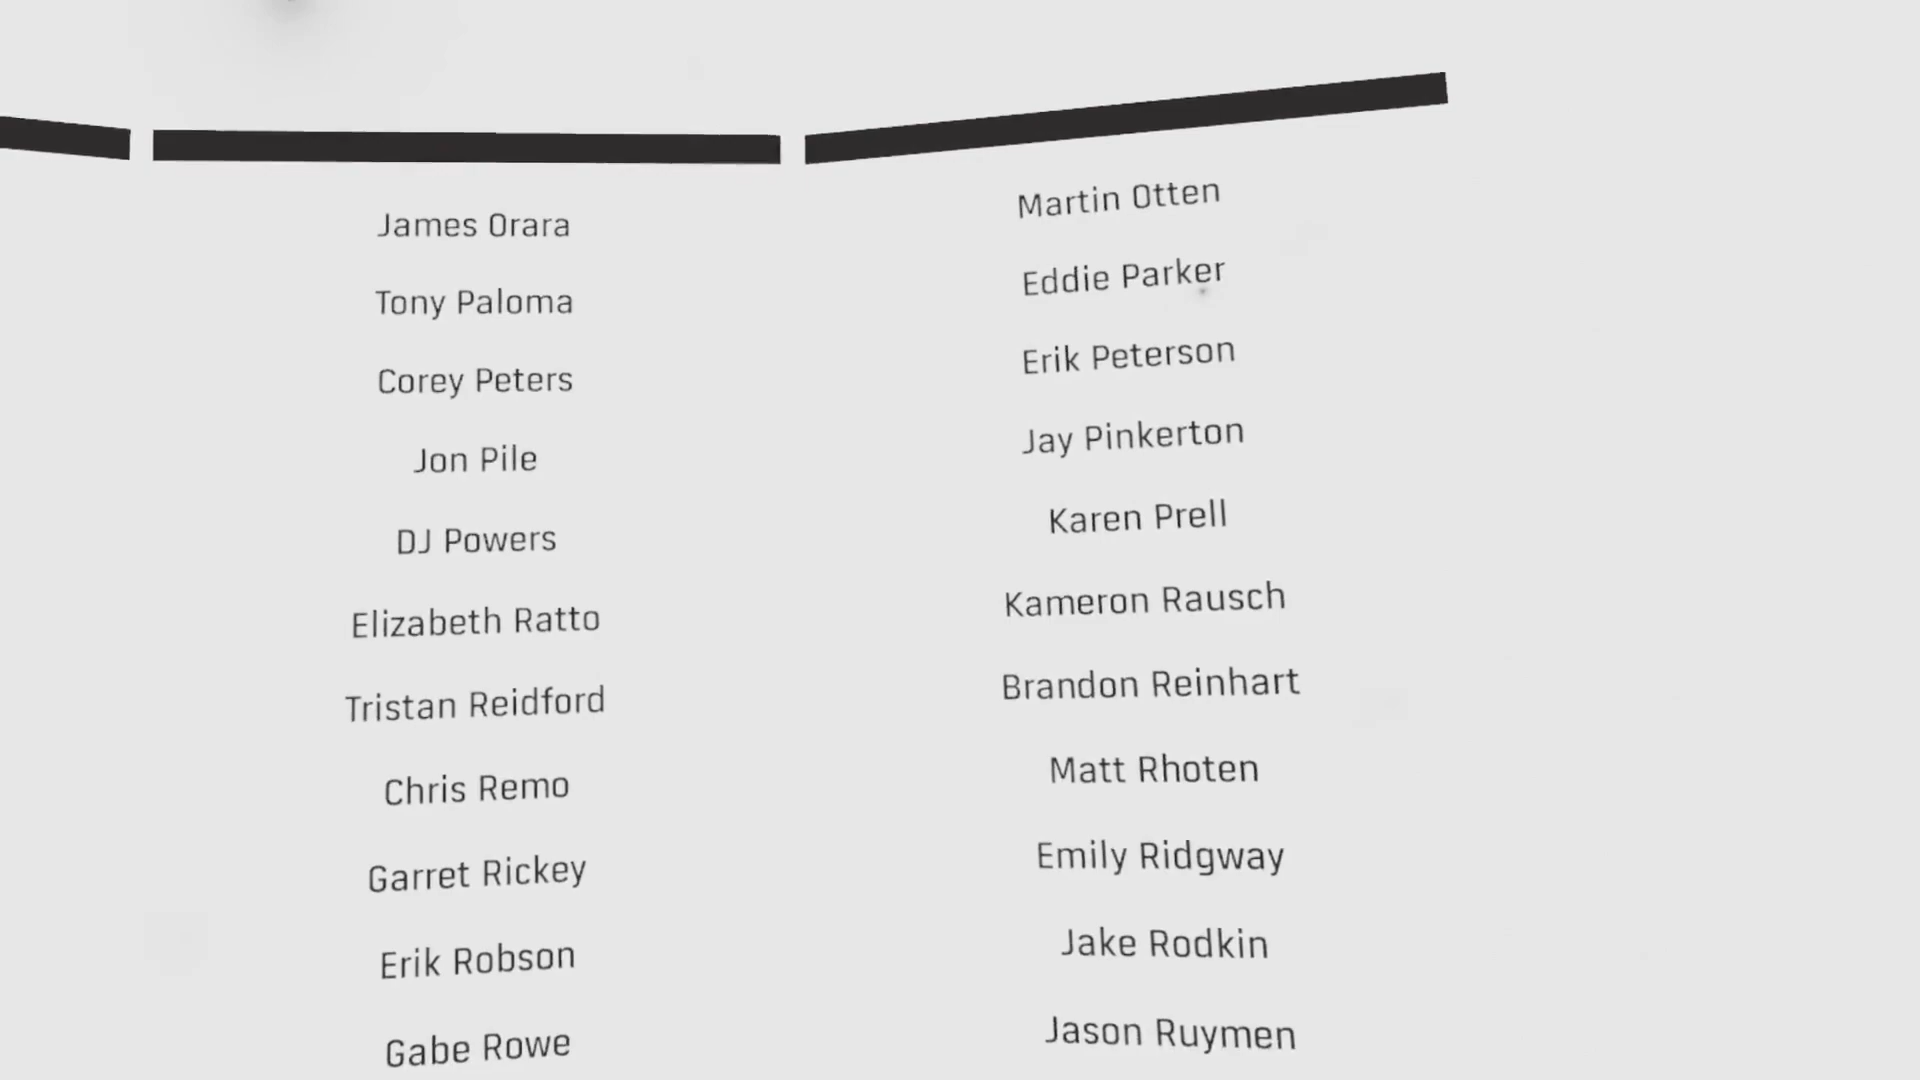 James Orara
Tony Paloma
Corey Peters
Jon Pile
DJ Powers
Elizabeth Ratto
Tristan Reidford
Chris Remo
Garret Rickey
Erik Robson
Gabe Rowe
Martin Otten
Eddie Parker
Erik Peterson
Jay Pinkerton
Karen Prell
Kameron Rausch
Brandon Reinhart
Matt Rhoten
Emily Ridgway
Jake Rodkin
Jason Ruymen